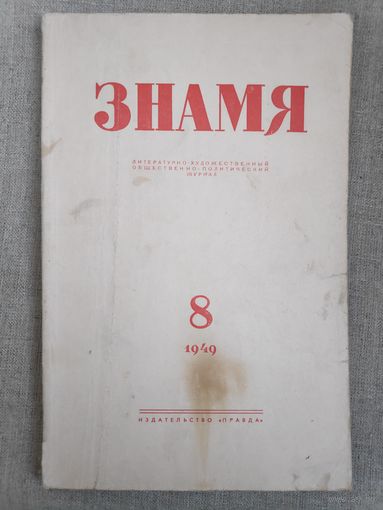 ЗНАМЯ
ЛИТЕРАТУРНО-ХУДОЖЕСТВЕННЫЙ
ОБЩЕСТВЕННО-ПОЛИТИЧЕСКИЙ
ЖУРНАЛ
8
1949
ИЗДАТЕЛЬСТВО «ПРАВДА»